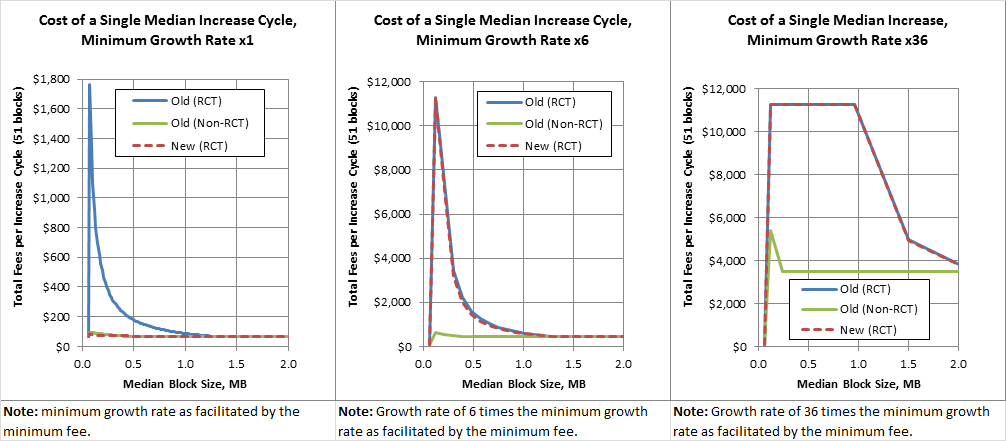 Cost of a Single Median Increase Cycle,
Minimum Growth Rate x1
Total Fees per Increase Cycle (51 blocks)
$1,800
$1,600
$1,400
$1,200
$1,000
$800
$600
$400
$200
$0
Old (RCT)
Old (Non-RCT)
New (RCT)
0.0 0.5 1.0 1.5 2.0
Median Block Size, MB
Note: minimum growth rate as facilitated by the
minimum fee.
Cost of a Single Median Increase Cycle,
Minimum Growth Rate x6
Total Fees per Increase Cycle (51 blocks)
$12,000
$10,000
$8,000
$6,000
$4,000
$2,000
$0
Old (RCT)
Old (Non-RCT)
New (RCT)
0.0 0.5 1.0 1.5 2.0
Median Block Size, MB
Note: Growth rate of 6 times the minimum growth
rate as facilitated by the minimum fee.
Cost of a Single Median Increase,
Minimum Growth Rate x36
Total Fees per Increase Cycle (51 blocks)
$12,000
$10,000
$8,000
$6,000
$4,000
$2,000
$0
Old (RCT)
Old (Non-RCT)
New (RCT)
0.0 0.5 1.0 1.5 2.0
Median Block Size, MB
Note: Growth rate of 36 times the minimum growth
rate as facilitated by the minimum fee.